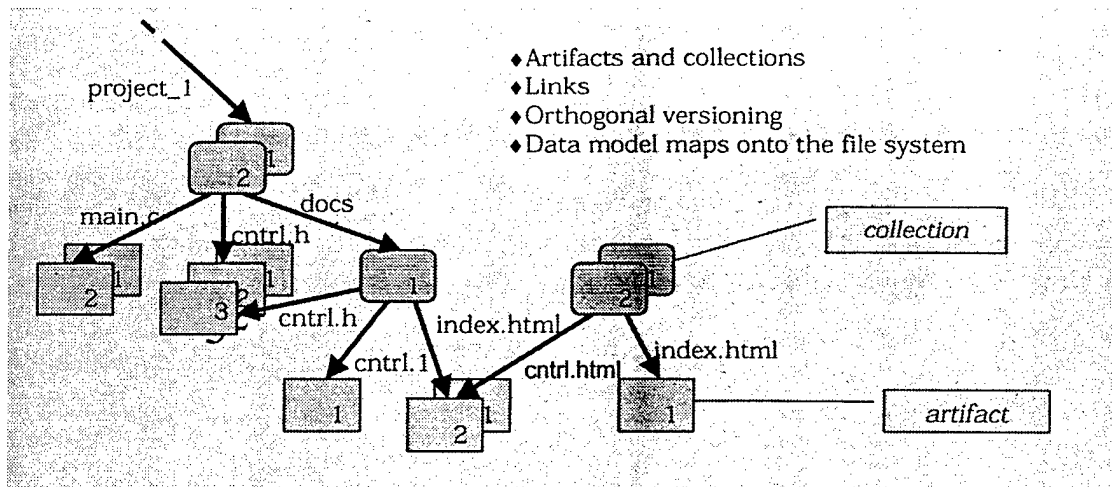 ♦Artifacts and collections
♦Links
♦Orthogonal versioning
♦Data model maps onto the file system
project_1
1
2
main.c
cntrl.h
docs
collection
1
2
1
2
3
1
1
2
cntrl.h
index.html
cntrl.1
cntrl.html
index.html
1
1
2
1
artifact